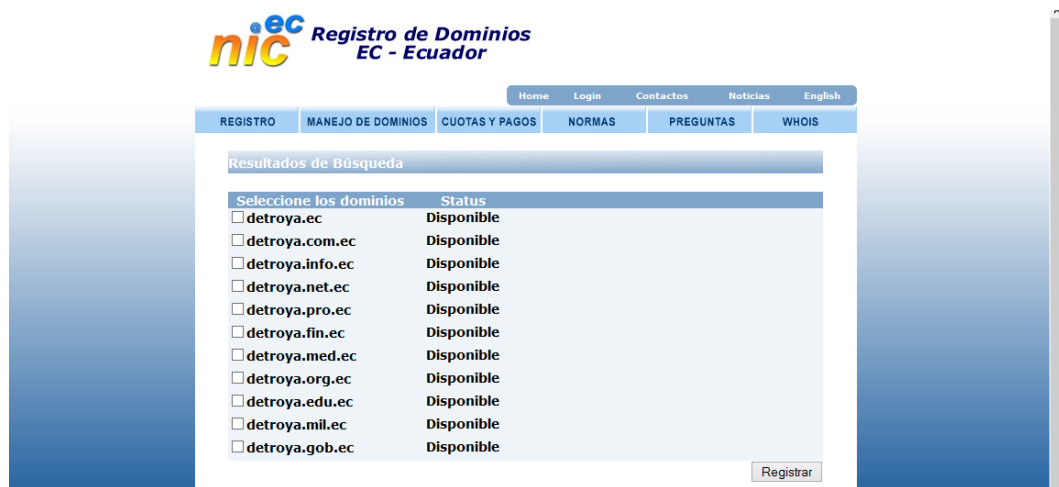 nic @ec Registro de Dominios
EC - Ecuador
Home Login Contactos Noticias English
REGISTRO MANEJO DE DOMINIOS CUOTAS Y PAGOS NORMAS PREGUNTAS WHOIS
Resultados de Búsqueda
Seleccione los dominios Status
detroya.ec Disponible
detroya.com.ec Disponible
detroya.info.ec Disponible
detroya.net.ec Disponible
detroya.pro.ec Disponible
detroya.fin.ec Disponible
detroya.med.ec Disponible
detroya.org.ec Disponible
detroya.edu.ec Disponible
detroya.mil.ec Disponible
detroya.gob.ec Disponible
Registrar